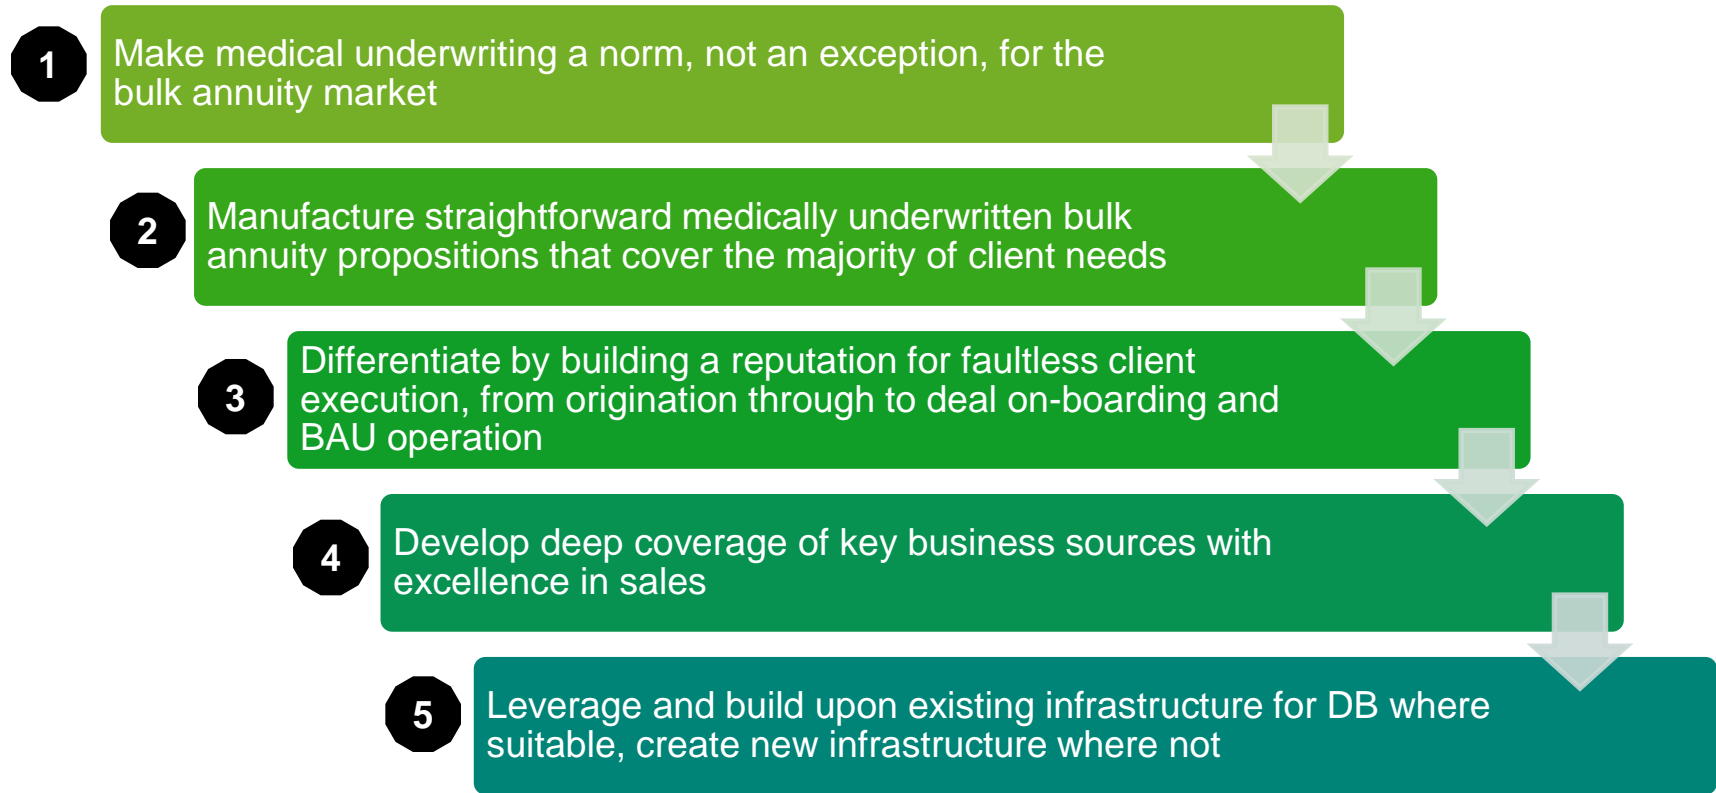 1
Make medical underwriting a norm, not an exception, for the
bulk annuity market
2
Manufacture straightforward medically underwritten bulk
annuity propositions that cover the majority of client needs
3
Differentiate by building a reputation for faultless client
execution, from origination through to deal on-boarding and
BAU operation
4
Develop deep coverage of key business sources with
excellence in sales
5
Leverage and build upon existing infrastructure for DB where
suitable, create new infrastructure where not